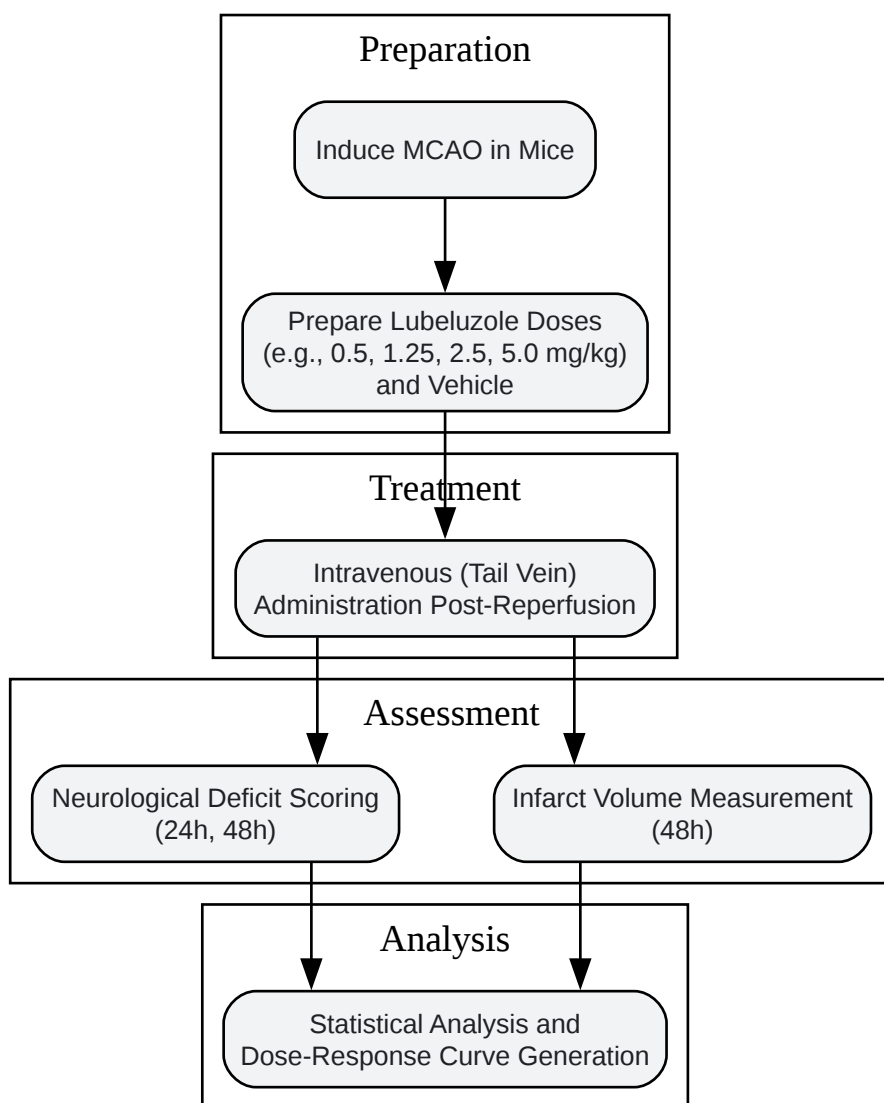 Preparation
Induce MCAO in Mice
Prepare Lubeluzole Doses
(e.g., 0.5, 1.25, 2.5, 5.0 mg/kg)
and Vehicle
Treatment
Intravenous (Tail Vein)
Administration Post-Reperfusion
Assessment
Neurological Deficit Scoring
(24h, 48h)
Infarct Volume Measurement
(48h)
Analysis
Statistical Analysis and
Dose-Response Curve Generation